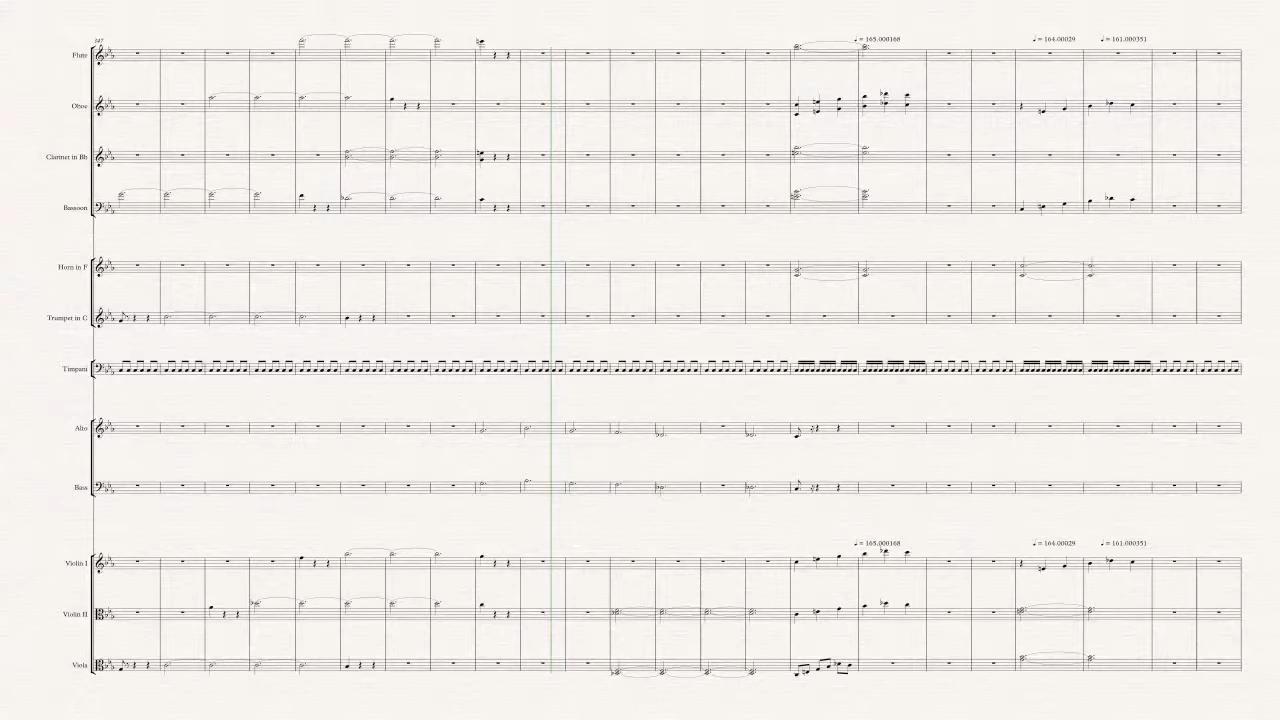 347
♩ = 165.000168
♩ = 164.00029
♩ = 161.000351
Flute
Oboe
Clarinet in Bb
Bassoon
Horn in F
Trumpet in C
Timpani
Alto
Bass
♩ = 165.000168
♩ = 164.00029
♩ = 161.000351
Violin I
Violin II
Viola